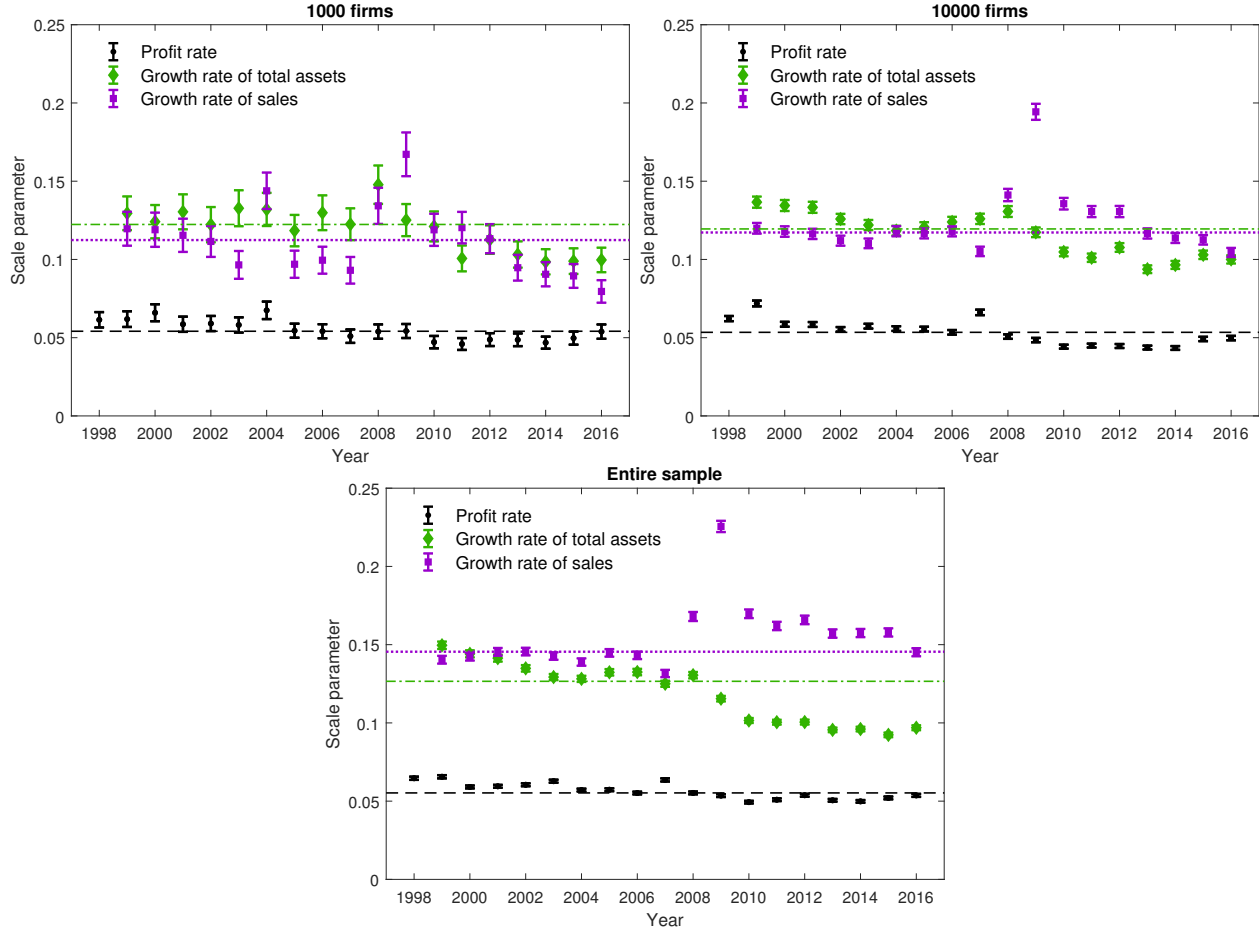 1000 firms
0.25
0.2
0.15
0.1
0.05
0
Scale parameter
Profit rate
Growth rate of total assets
Growth rate of sales
1998 2000 2002 2004 2006 2008 2010 2012 2014 2016
Year
10000 firms
0.25
0.2
0.15
0.1
0.05
0
Scale parameter
Profit rate
Growth rate of total assets
Growth rate of sales
1998 2000 2002 2004 2006 2008 2010 2012 2014 2016
Year
Entire sample
0.25
0.2
0.15
0.1
0.05
0
Scale parameter
Profit rate
Growth rate of total assets
Growth rate of sales
1998 2000 2002 2004 2006 2008 2010 2012 2014 2016
Year